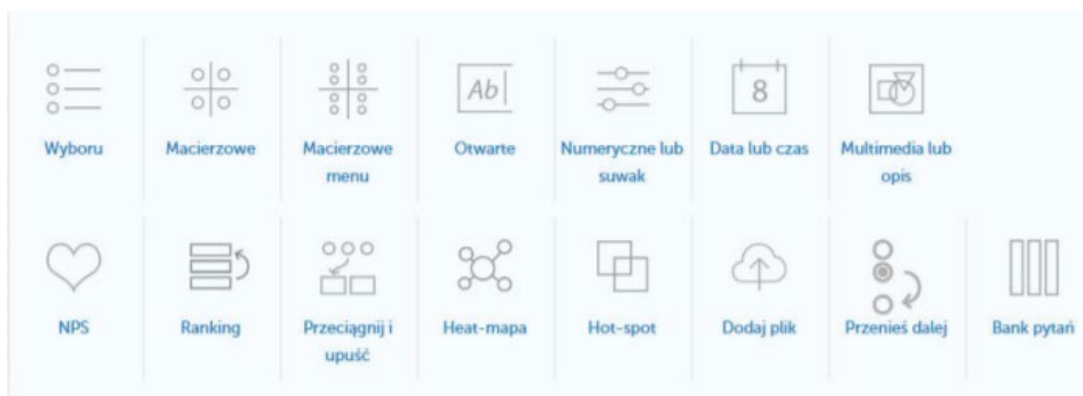 Ab
8
Wyboru
Macierzowe
Macierzowe
menu
Otwarte
Numeryczne lub
suwak
Data lub czas
Multimedia lub
opis
NPS
Ranking
Przeciągnij i
upuść
Heat-mapa
Hot-spot
Dodaj plik
Przenieś dalej
Bank pytań